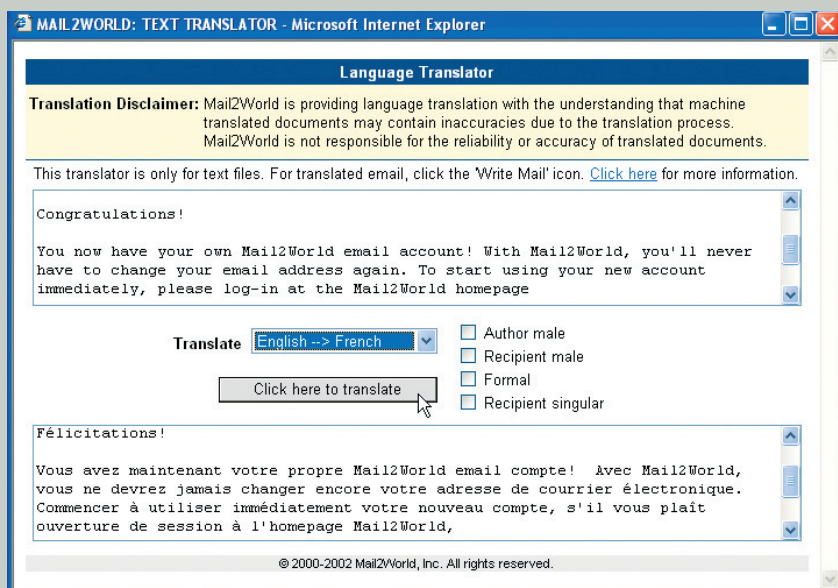 MAIL2WORLD: TEXT TRANSLATOR - Microsoft Internet Explorer
Language Translator
Translation Disclaimer: Mail2World is providing language translation with the understanding that machine
translated documents may contain inaccuracies due to the translation process.
Mail2World is not responsible for the reliability or accuracy of translated documents.
This translator is only for text files. For translated email, click the 'Write Mail' icon. Click here for more information.
Congratulations!
You now have your own Mail2World email account! With Mail2World, you'll never
have to change your email address again. To start using your new account
immediately, please log-in at the Mail2World homepage
Translate English --> French
Author male
Recipient male
Click here to translate
Formal
Recipient singular
Félicitations!
Vous avez maintenant votre propre Mail2World email compte! Avec Mail2World,
vous ne devrez jamais changer encore votre adresse de courrier électronique.
Commencer à utiliser immédiatement votre nouveau compte, s'il vous plaît
ouverture de session à l'homepage Mail2World,
© 2000-2002 Mail2World, Inc. All rights reserved.